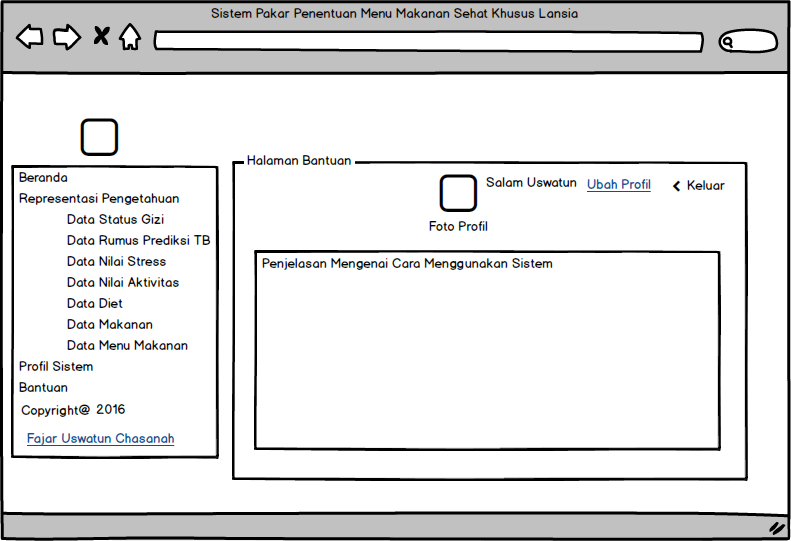 Sistem Pakar Penentuan Menu Makanan Sehat Khusus Lansia
Beranda
Representasi Pengetahuan
Data Status Gizi
Data Rumus Prediksi TB
Data Nilai Stress
Data Nilai Aktivitas
Data Diet
Data Makanan
Data Menu Makanan
Profil Sistem
Bantuan
Copyright@ 2016
Fajar Uswatun Chasanah
Halaman Bantuan
Salam Uswatun Ubah Profil Keluar
Foto Profil
Penjelasan Mengenai Cara Menggunakan Sistem